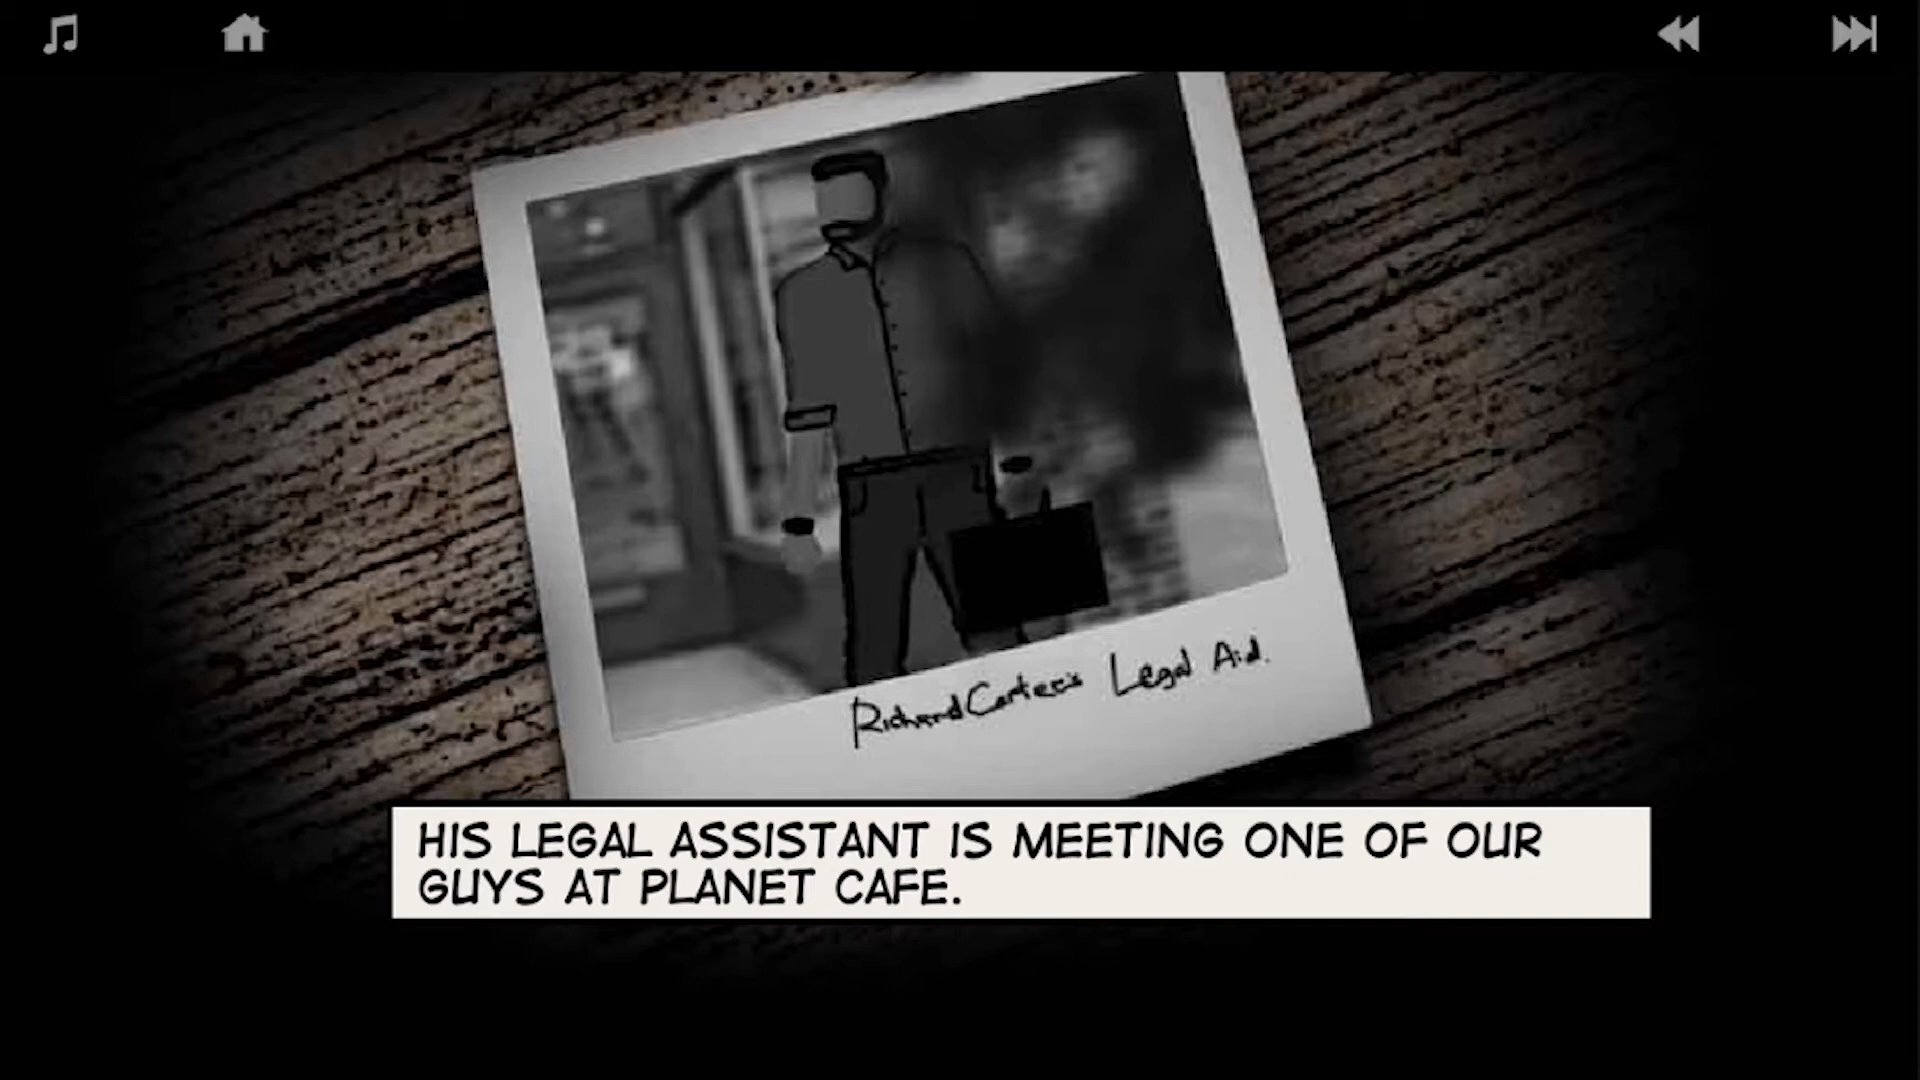 Richard Carter's Legal Aid.
HIS LEGAL ASSISTANT IS MEETING ONE OF OUR
GUYS AT PLANET CAFE.